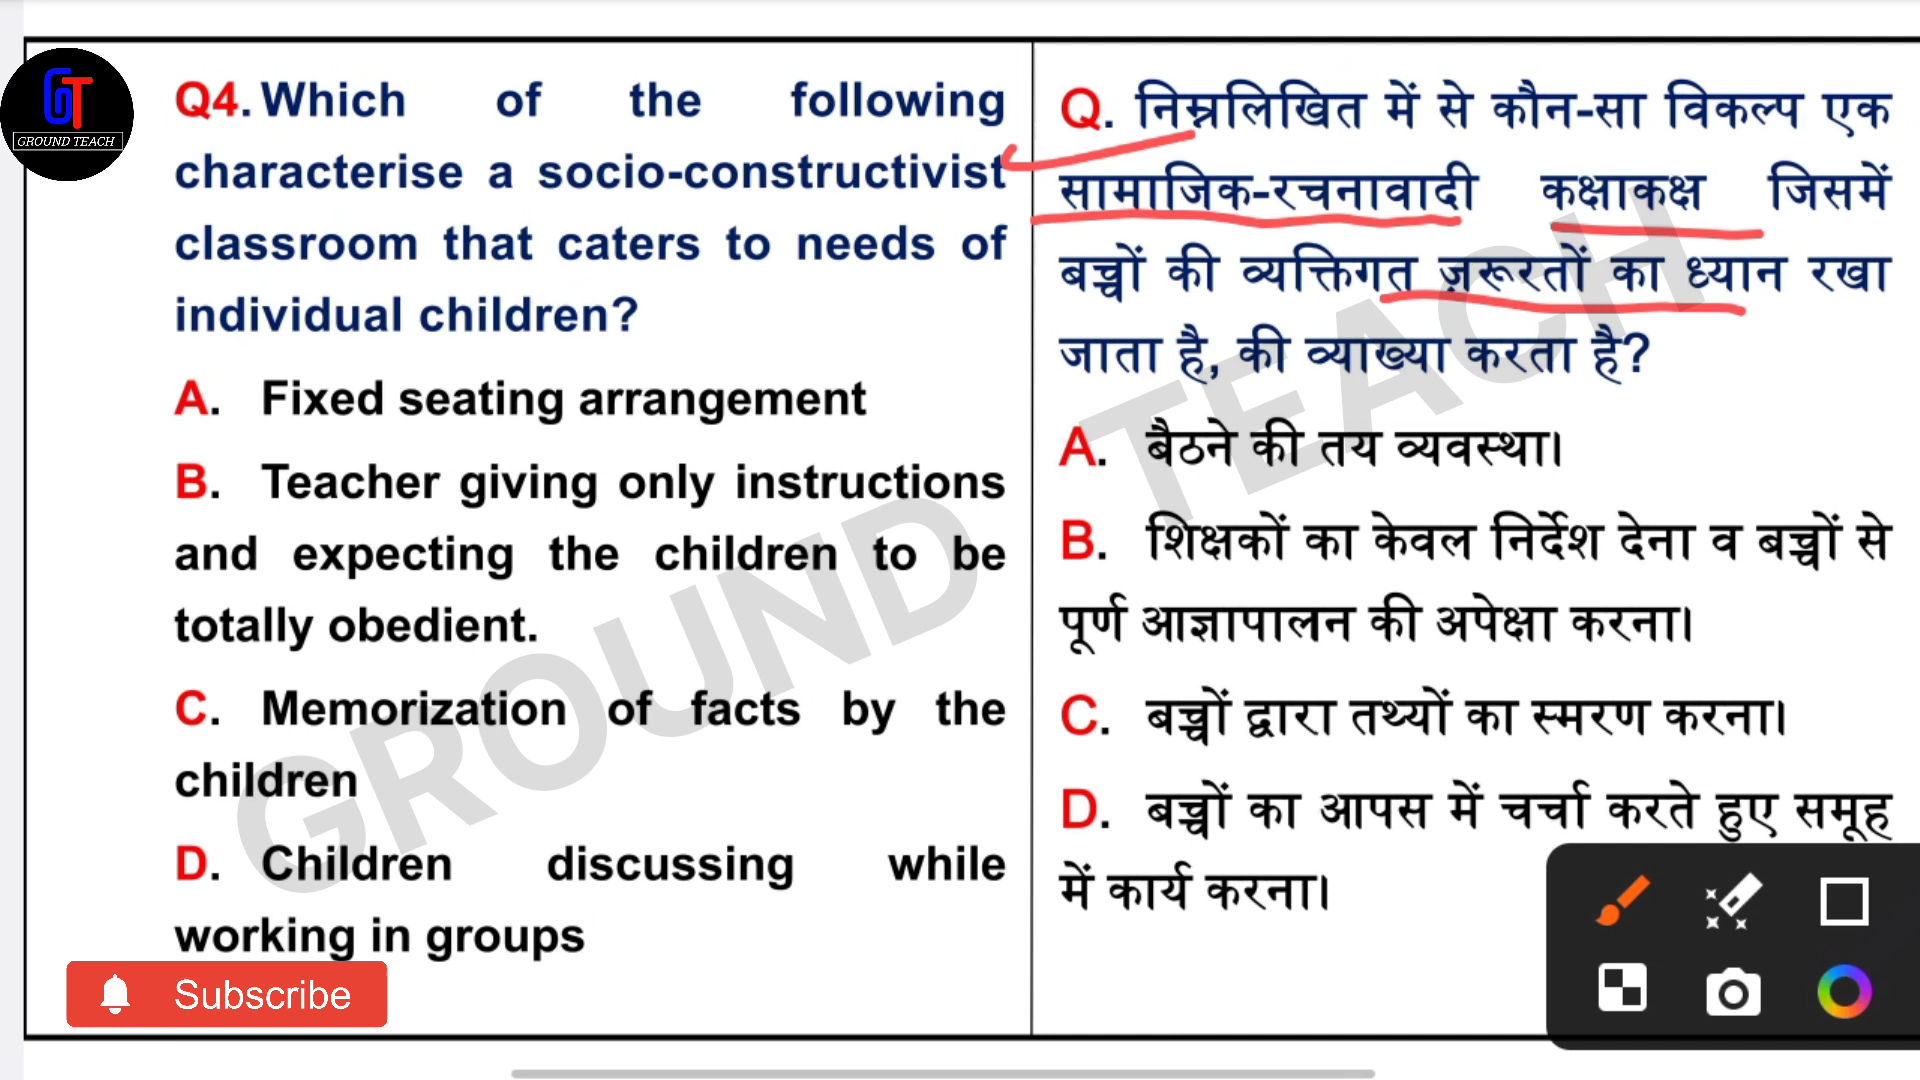 GT
GROUND TEACH
Q4. Which of the following
characterise a socio-constructivist
classroom that caters to needs of
individual children?
A. Fixed seating arrangement
B. Teacher giving only instructions
and expecting the children to be
totally obedient.
C. Memorization of facts by the
children
D. Children discussing while
working in groups
Subscribe
Q. निम्नलिखित में से कौन-सा विकल्प एक
सामाजिक-रचनावादी कक्षाकक्ष जिसमें
बच्चों की व्यक्तिगत ज़रूरतों का ध्यान रखा
जाता है, की व्याख्या करता है?
A. बैठने की तय व्यवस्था।
B. शिक्षकों का केवल निर्देश देना व बच्चों से
पूर्ण आज्ञापालन की अपेक्षा करना।
C. बच्चों द्वारा तथ्यों का स्मरण करना।
D. बच्चों का आपस में चर्चा करते हुए समूह
में कार्य करना।
GROUND TEACH